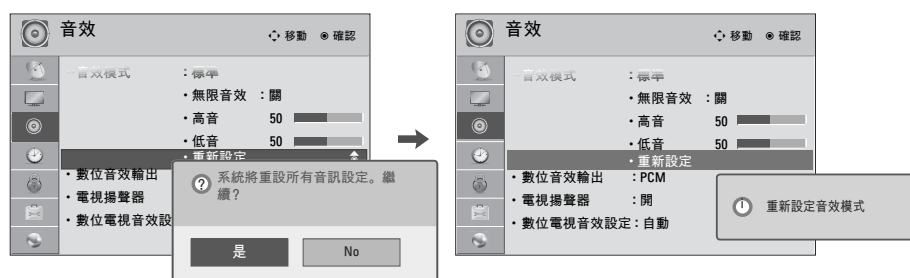 音效
移動 ◉ 確認
•音效模式 : 標準
• 無限音效 : 關
• 高音 50
• 低音 50
• 重新設定
• 數位音效輸出
• 電視揚聲器
• 數位電視音效設
系統將重設所有音訊設定。繼
續?
是 No
音效
移動 ◉ 確認
•音效模式 : 標準
• 無限音效 : 關
• 高音 50
• 低音 50
• 重新設定
• 數位音效輸出 : PCM
• 電視揚聲器 : 開
• 數位電視音效設定 : 自動
重新設定音效模式